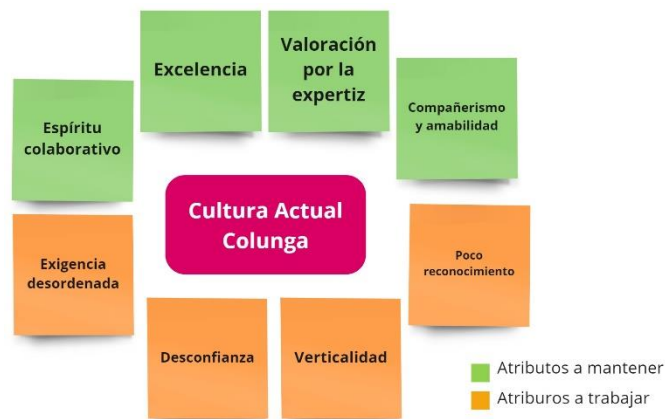 Excelencia
Valoración
por la
expertiz
Espíritu
colaborativo
Compañerismo
y amabilidad
Cultura Actual
Colunga
Exigencia
desordenada
Poco
reconocimiento
Desconfianza
Verticalidad
Atributos a mantener
Atriburos a trabajar